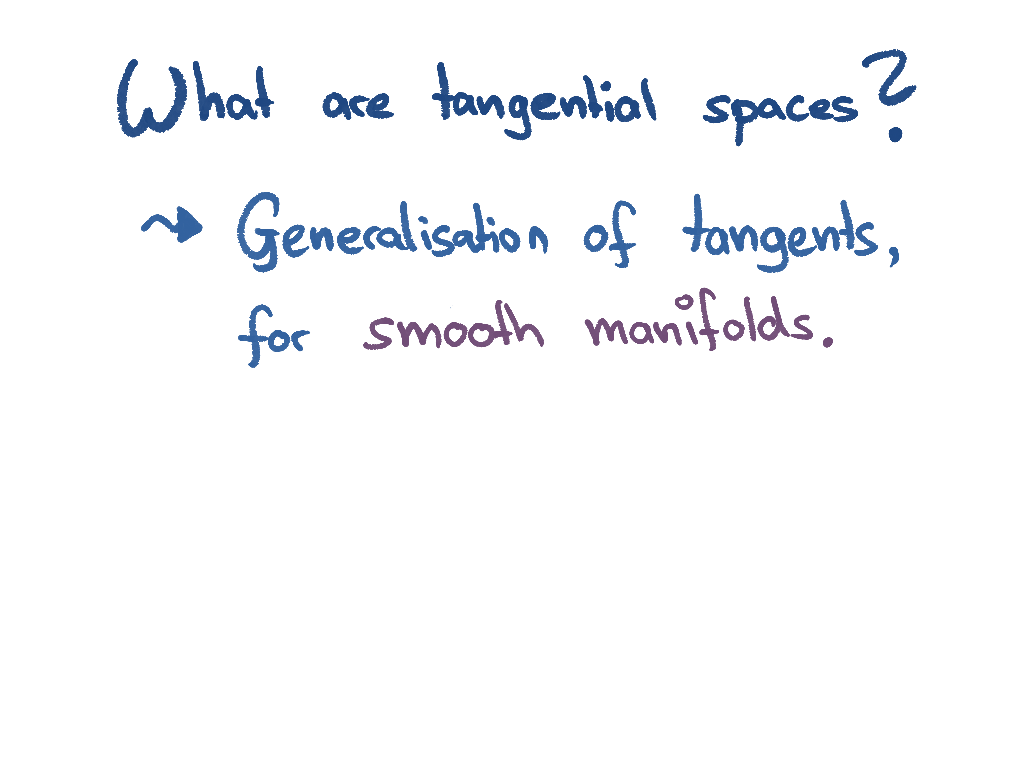 What are tangential spaces?
Generalisation of tangents,
for smooth manifolds.